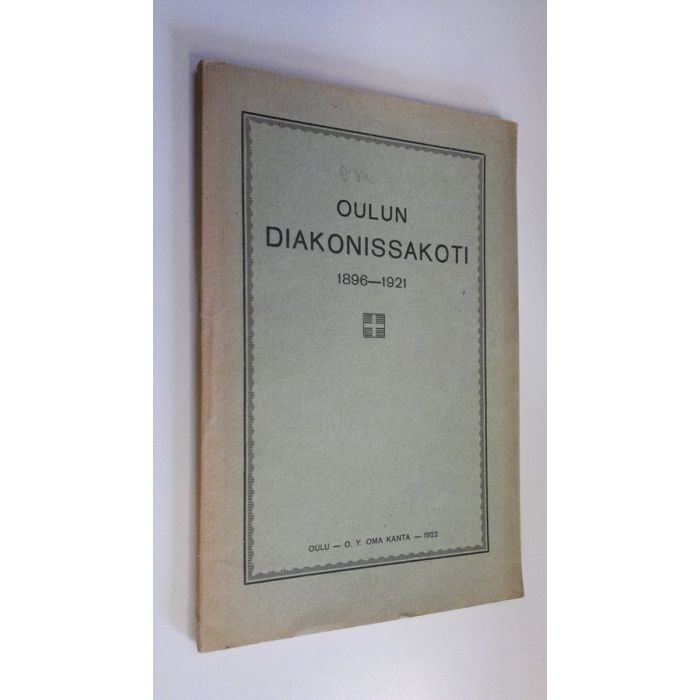 OULUN
DIAKONISSAKOTI
1896—1921
OULU — O. Y. OMA KANTA — 1922